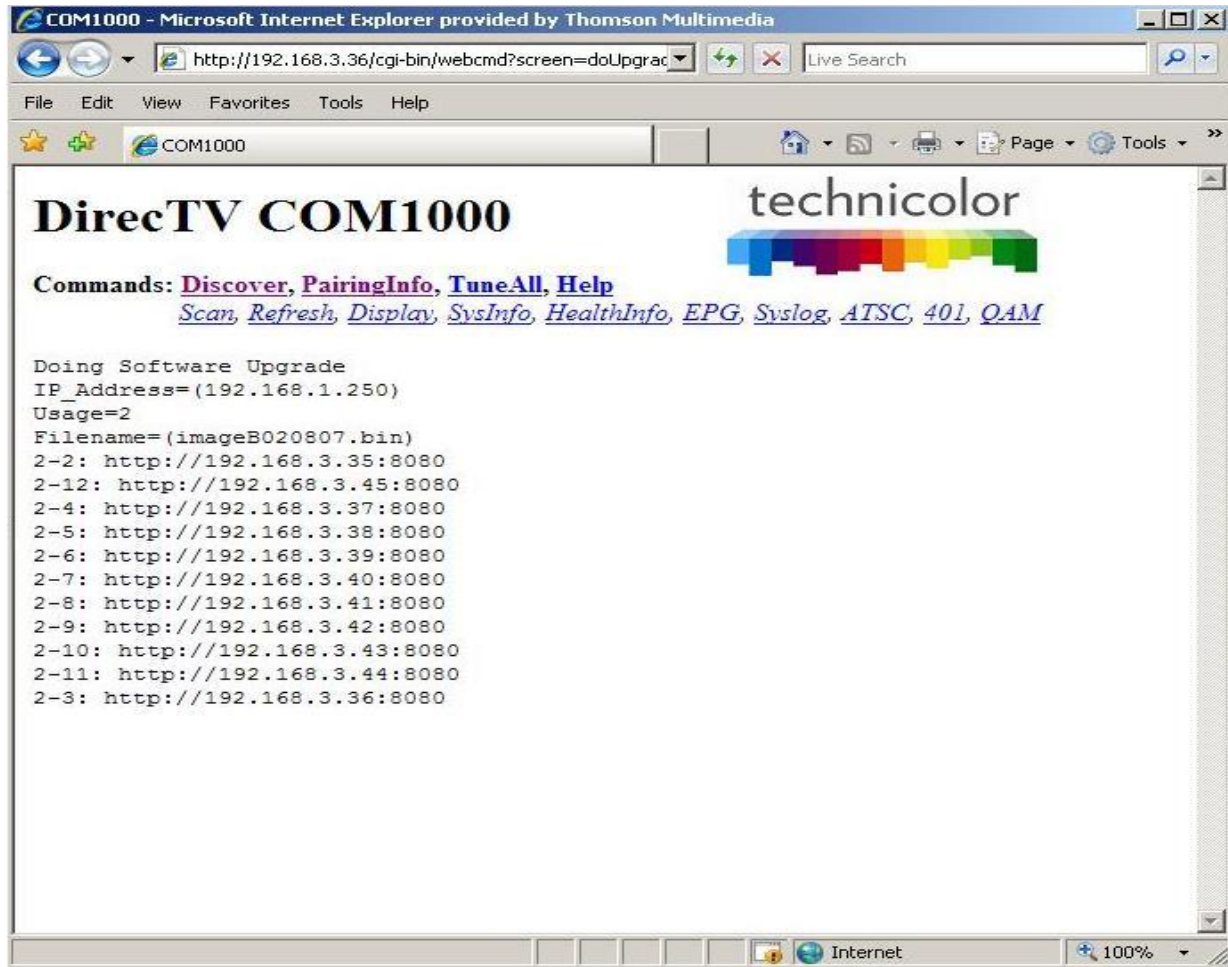 COM1000 - Microsoft Internet Explorer provided by Thomson Multimedia
http://192.168.3.36/cgi-bin/webcmd?screen=doUpgrac
Live Search
File Edit View Favorites Tools Help
COM1000
Page Tools »
DirecTV COM1000
technicolor
Commands: Discover, PairingInfo, TuneAll, Help
Scan, Refresh, Display, SysInfo, HealthInfo, EPG, Syslog, ATSC, 401, QAM
Doing Software Upgrade
IP_Address=(192.168.1.250)
Usage=2
Filename=(imageB020807.bin)
2-2: http://192.168.3.35:8080
2-12: http://192.168.3.45:8080
2-4: http://192.168.3.37:8080
2-5: http://192.168.3.38:8080
2-6: http://192.168.3.39:8080
2-7: http://192.168.3.40:8080
2-8: http://192.168.3.41:8080
2-9: http://192.168.3.42:8080
2-10: http://192.168.3.43:8080
2-11: http://192.168.3.44:8080
2-3: http://192.168.3.36:8080
Internet
100%